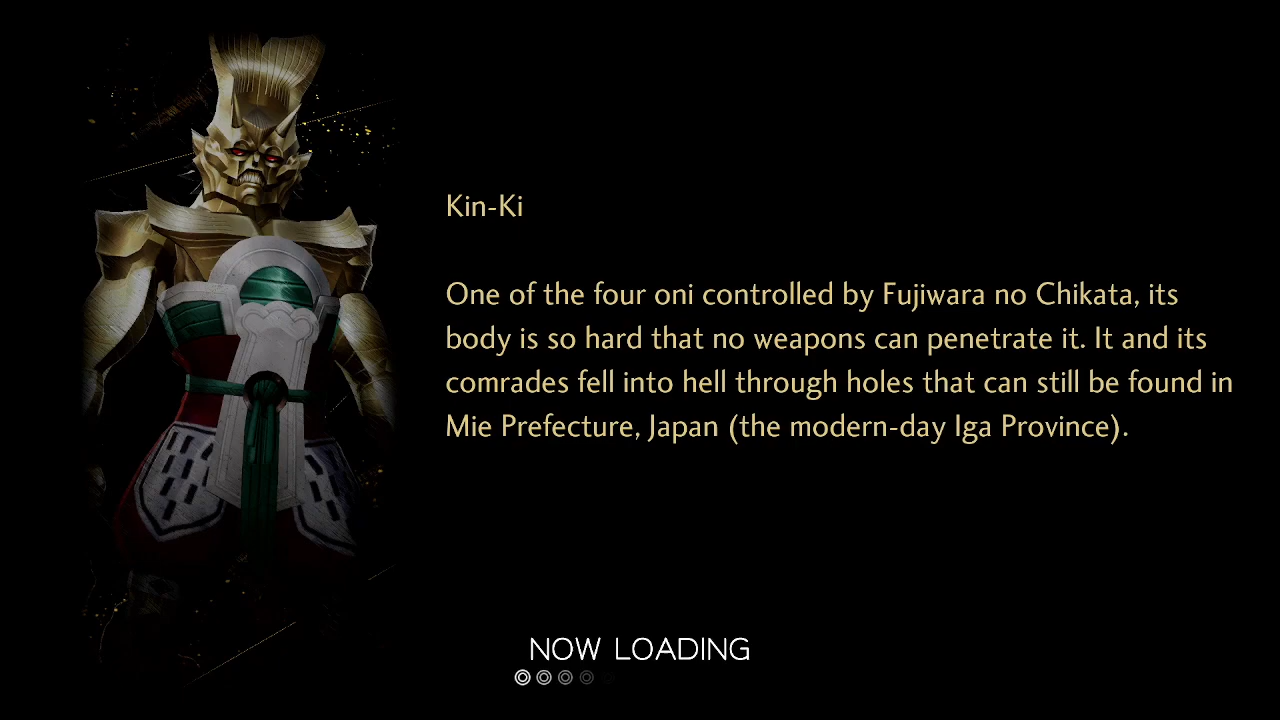 Kin-Ki
One of the four oni controlled by Fujiwara no Chikata, its
body is so hard that no weapons can penetrate it. It and its
comrades fell into hell through holes that can still be found in
Mie Prefecture, Japan (the modern-day Iga Province).
NOW LOADING